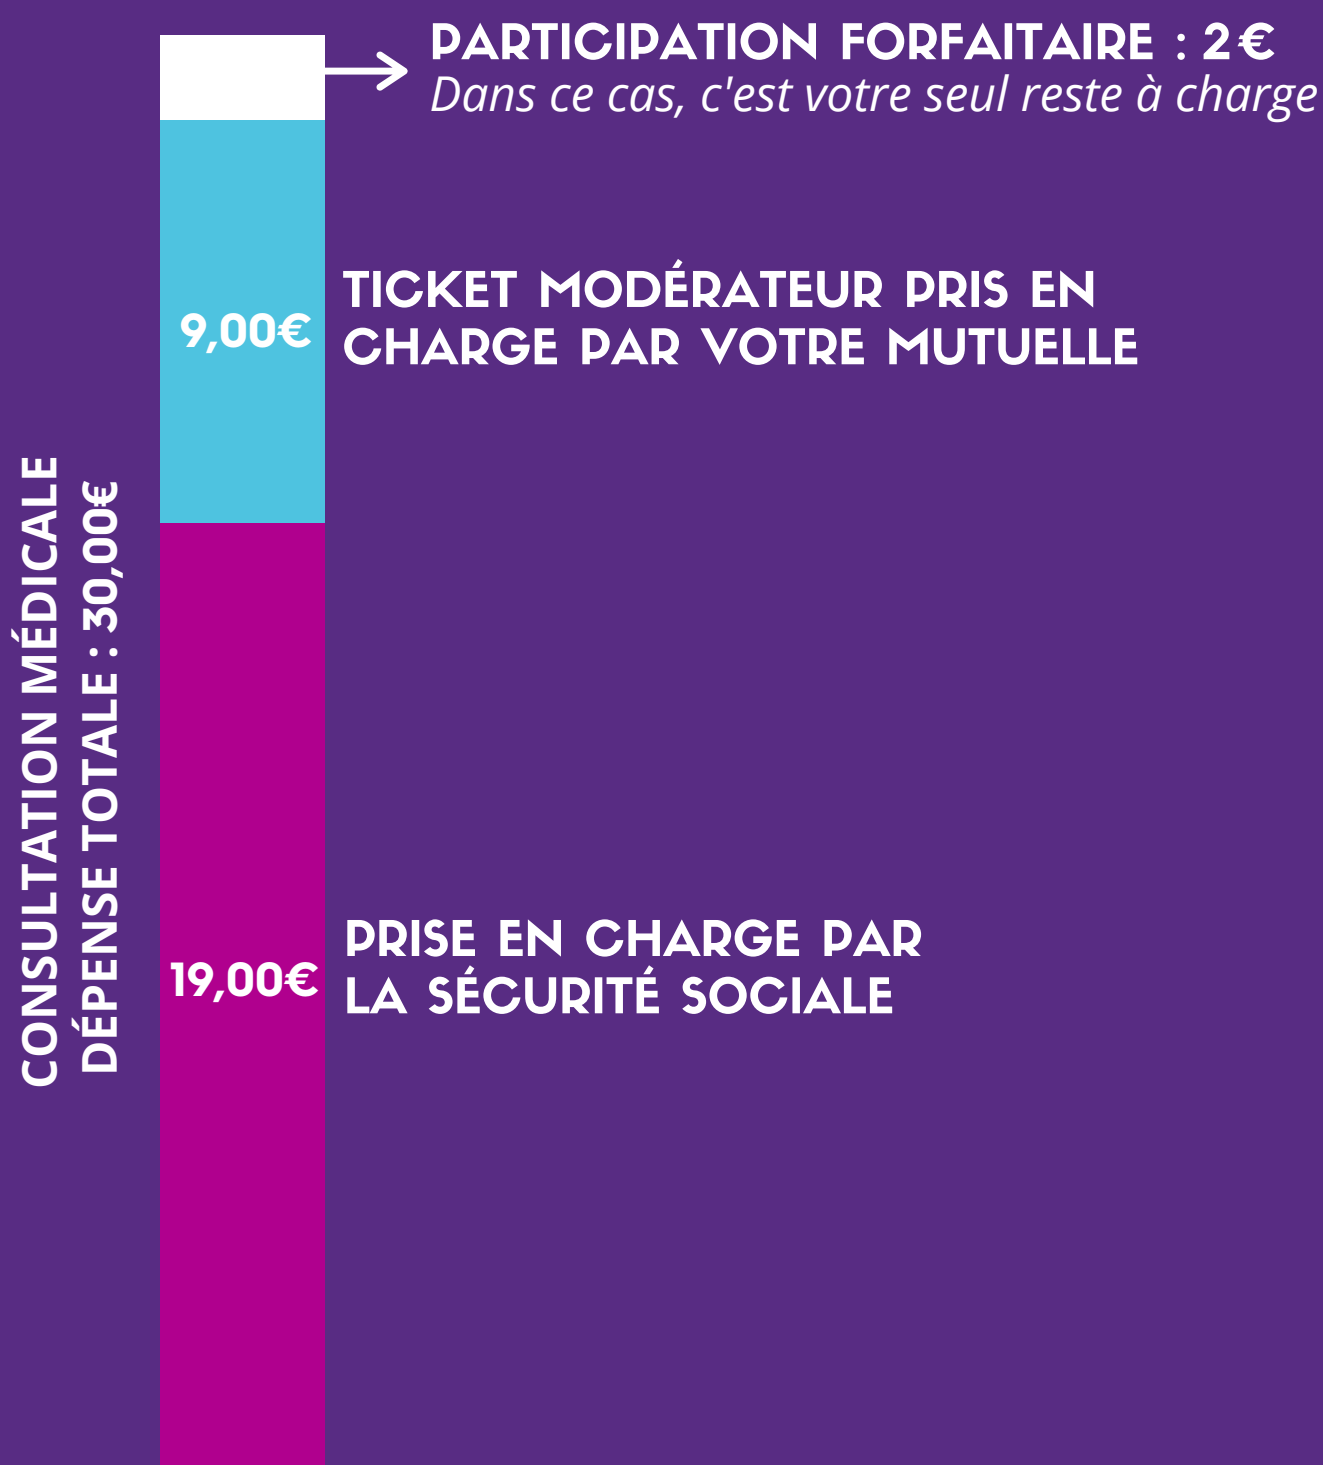 PARTICIPATION FORFAITAIRE : 2€
Dans ce cas, c'est votre seul reste à charge
9,00€
TICKET MODÉRATEUR PRIS EN
CHARGE PAR VOTRE MUTUELLE
CONSULTATION MÉDICALE
DÉPENSE TOTALE : 30,00€
19,00€
PRISE EN CHARGE PAR
LA SÉCURITÉ SOCIALE